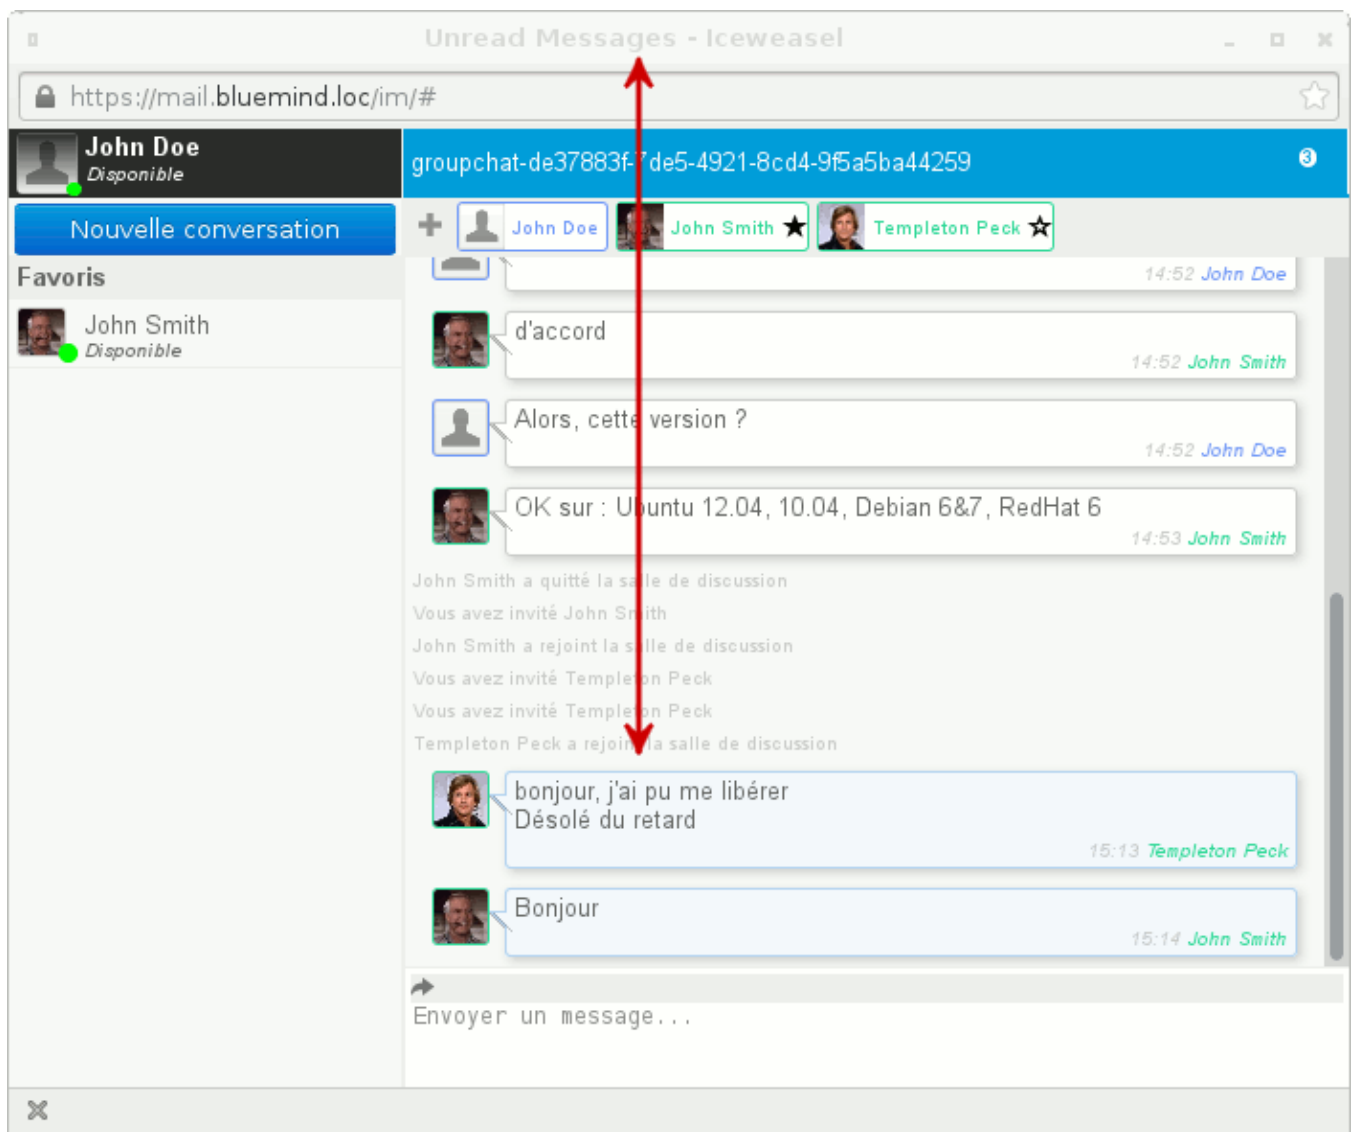 Unread Messages - Iceweasel
https://mail.bluemind.loc/im/#
John Doe
Disponible
groupchat-de37883f-7de5-4921-8cd4-9f5a5ba44259
3
Nouvelle conversation
John Doe
John Smith
Templeton Peck
Favoris
John Smith
Disponible
14:52 John Doe
d'accord
14:52 John Smith
Alors, cette version ?
14:52 John Doe
OK sur : Ubuntu 12.04, 10.04, Debian 6&7, RedHat 6
14:53 John Smith
John Smith a quitté la salle de discussion
Vous avez invité John Smith
John Smith a rejoint la salle de discussion
Vous avez invité Templeton Peck
Vous avez invité Templeton Peck
Templeton Peck a rejoint la salle de discussion
bonjour, j'ai pu me libérer
Désolé du retard
15:13 Templeton Peck
Bonjour
15:14 John Smith
Envoyer un message...